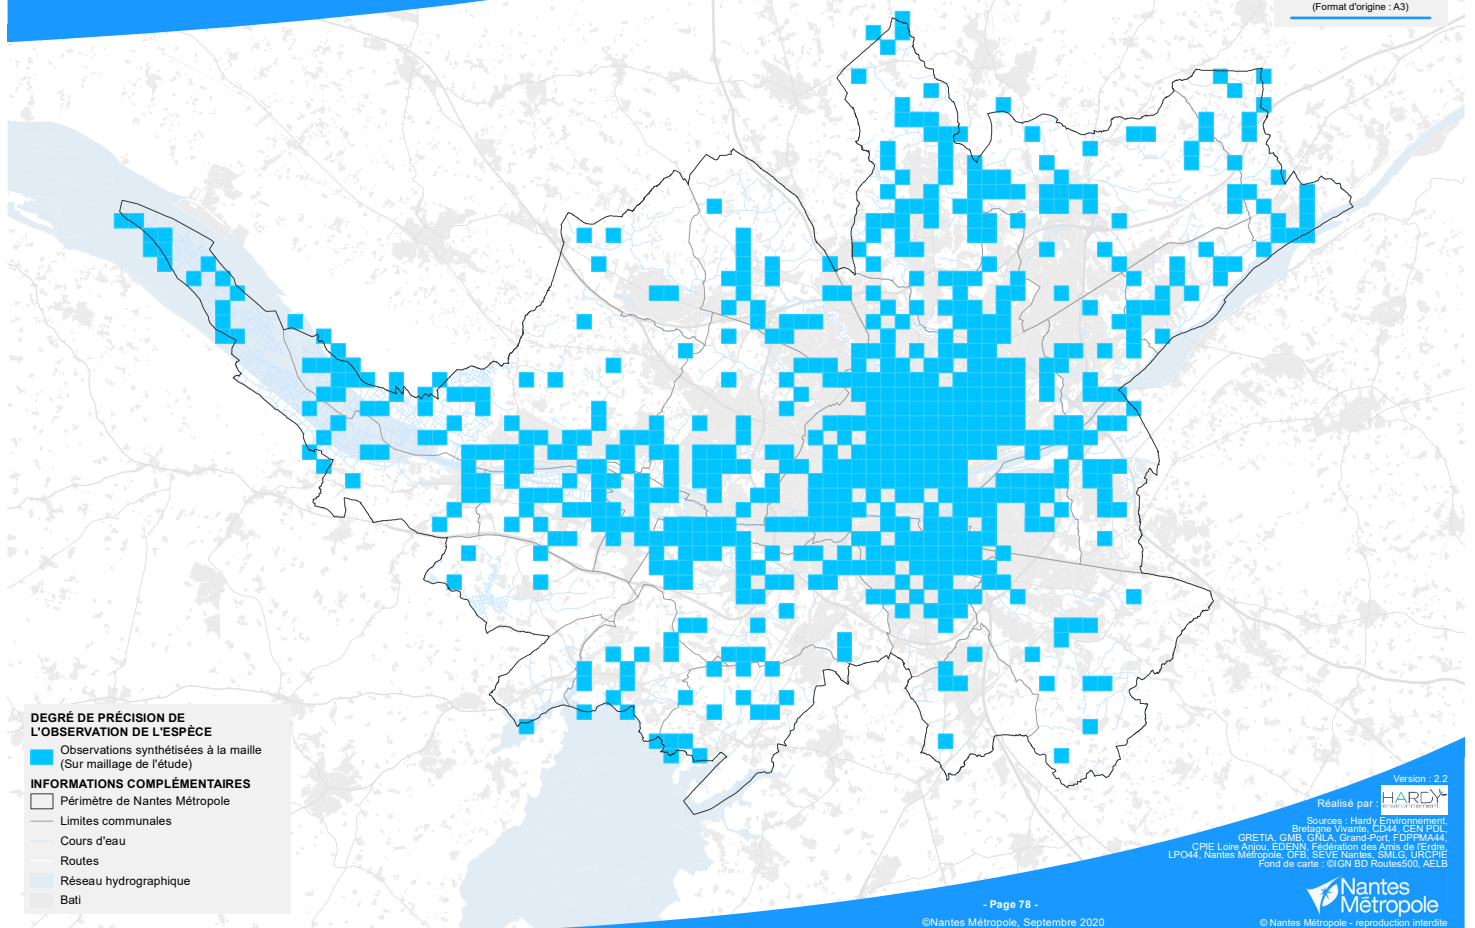 (Format d'origine : A3)
DEGRÉ DE PRÉCISION DE
L'OBSERVATION DE L'ESPÈCE
Observations synthétisées à la maille
(Sur maillage de l'étude)
INFORMATIONS COMPLÉMENTAIRES
Périmètre de Nantes Métropole
Limites communales
Cours d'eau
Routes
Réseau hydrographique
Bati
Version : 2.2
Réalisé par :
HARDY
environnement
Sources : Hardy Environnement,
Bretagne Vivante, CD44, CEN PDL,
GRETIA, GMB, GNLA, Grand-Port, FDPPMA44,
CPIE Loire Anjou, EDENN, Fédération des Amis de l'Erdre,
LPO44, Nantes Métropole, OFB, SEVE Nantes, SMLG, URCPIE
Fond de carte : ©IGN BD Routes500, AELB
Nantes
Métropole
- Page 78 -
©Nantes Métropole, Septembre 2020
© Nantes Métropole - reproduction interdite